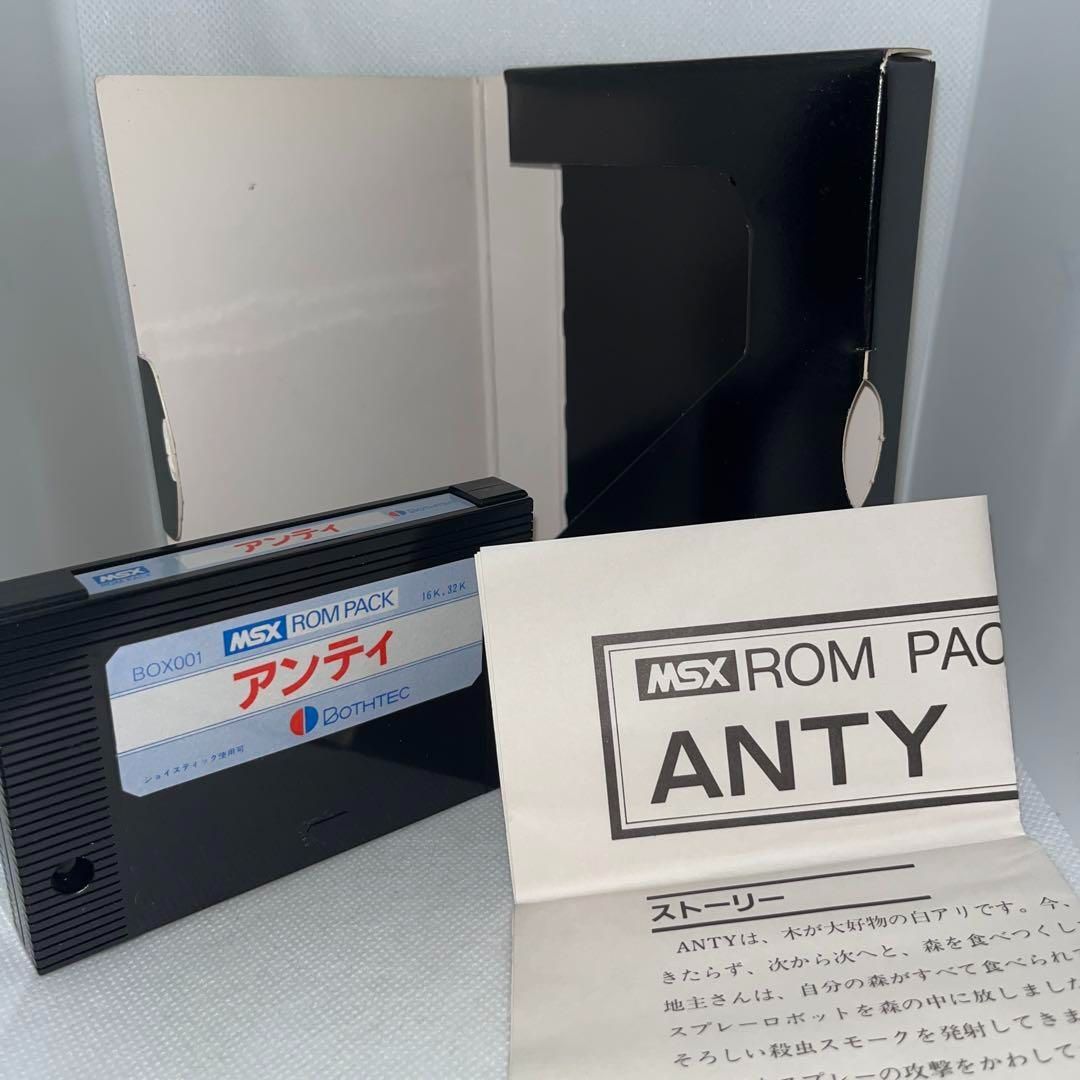 MSX
ROM PACK
アンティ
BOTHTEC
BOX001
MSX ROM PACK
16K, 32K
アンティ
BOTHTEC
ジョイスティック使用可
MSX ROM PAC
ANTY
ストーリー
ANTYは、木が大好物の白アリです。今、
きたらず、次から次へと、森を食べつくし
地主さんは、自分の森がすべて食べられて
スプレーロボットを森の中に放しました
そろしい殺虫スモークを発射してきま
スプレーの攻撃をかわして